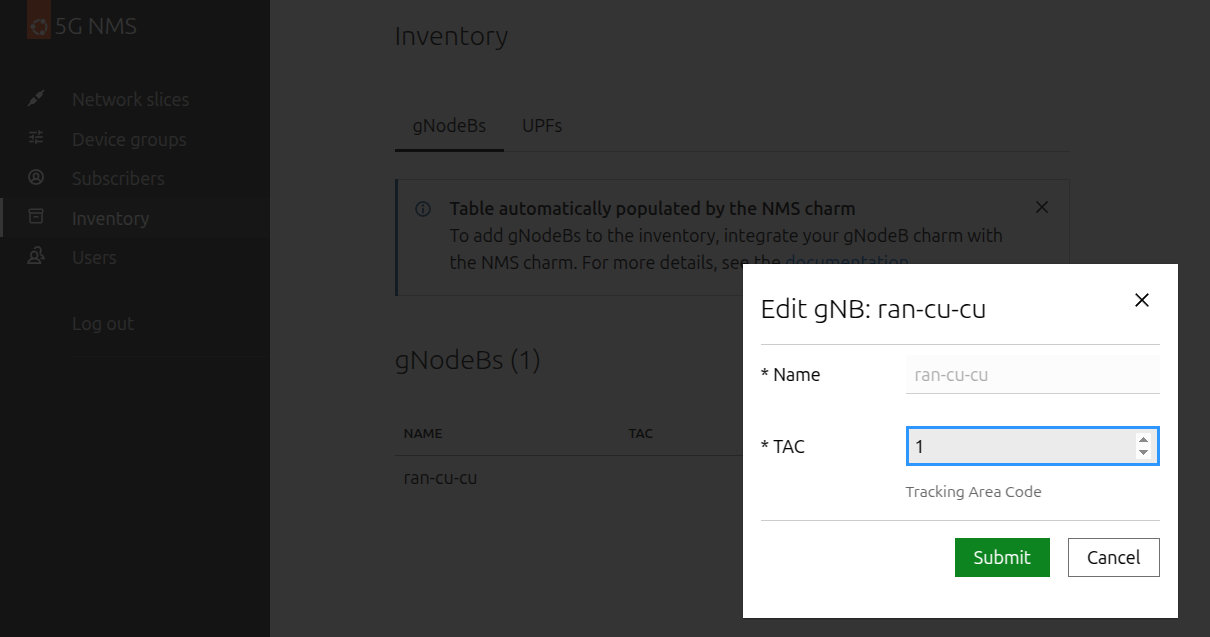 5G NMS
Network slices
Device groups
Subscribers
Inventory
Users
Log out
Inventory
gNodeBs UPFs
Table automatically populated by the NMS charm
To add gNodeBs to the inventory, integrate your gNodeB charm with
the NMS charm. For more details, see the documentation
gNodeBs (1)
NAME TAC
ran-cu-cu
Edit gNB: ran-cu-cu
* Name ran-cu-cu
* TAC 1
Tracking Area Code
Submit Cancel